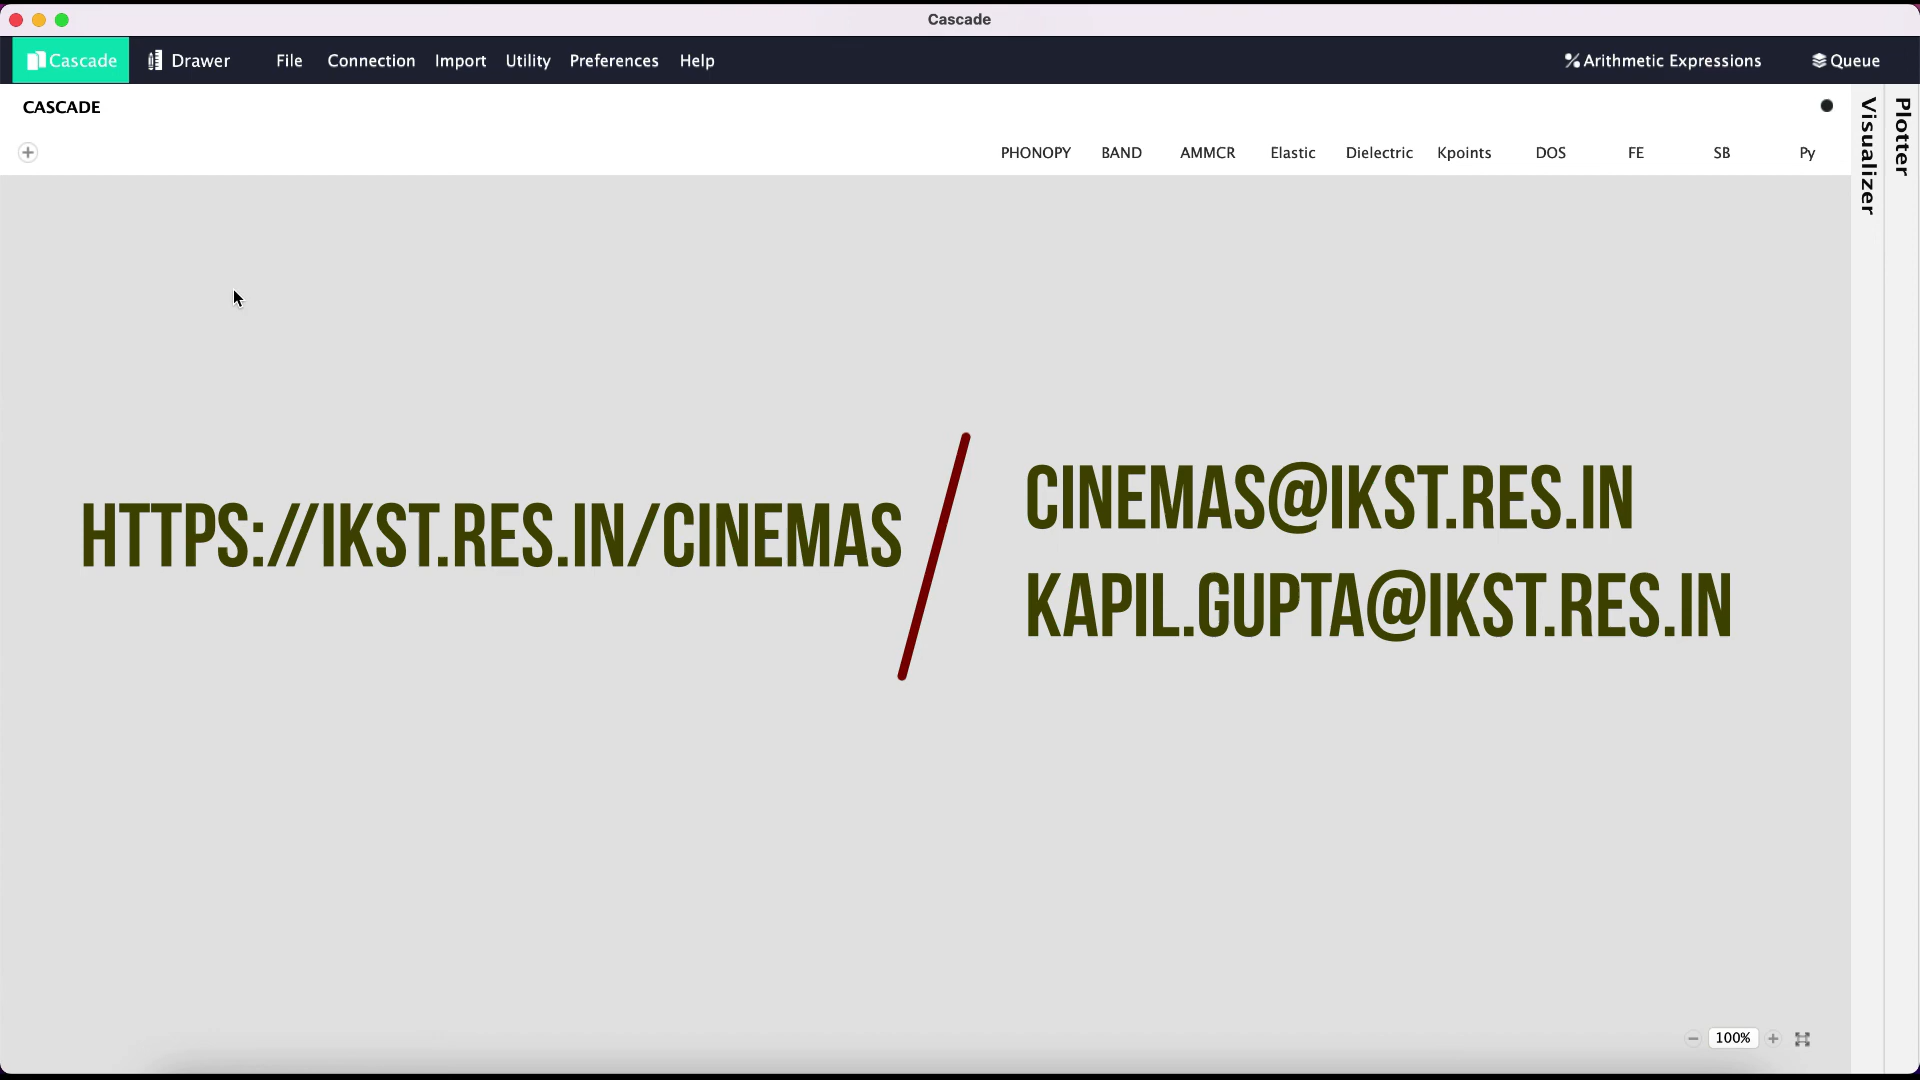 Cascade
Cascade Drawer File Connection Import Utility Preferences Help Arithmetic Expressions Queue
CASCADE
PHONOPY BAND AMMCR Elastic Dielectric Kpoints DOS FE SB Py
Visualizer
Plotter
HTTPS://IKST.RES.IN/CINEMAS
CINEMAS@IKST.RES.IN
KAPIL.GUPTA@IKST.RES.IN
100%